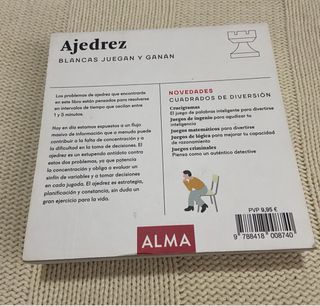 Ajedrez
BLANCAS JUEGAN Y GANAN
Los problemas de ajedrez que encontrarás
en este libro están pensados para resolverse
en intervalos de tiempo que oscilan entre
1 y 5 minutos.
Hoy en día estamos expuestos a un flujo
masivo de información que a menudo puede
contribuir a la falta de concentración y a
la dificultad en la toma de decisiones. El
ajedrez es un estupendo antídoto contra
estos dos problemas, ya que potencia
la concentración y obliga a evaluar un
sinfín de variables y a tomar decisiones
en cada jugada. El ajedrez es estrategia,
planificación y constancia, sin duda un
gran ejercicio para la vida.
NOVEDADES
CUADRADOS DE DIVERSIÓN
Crucigramas
El juego de palabras inteligente para divertirse
Juegos de ingenio para agudizar tu
inteligencia
Juegos matemáticos para divertirse
Juegos de lógica para mejorar tu capacidad
de razonamiento
Juegos criminales
Piensa como un auténtico detective
ALMA
PVP 9,95 €
9 788418 008740